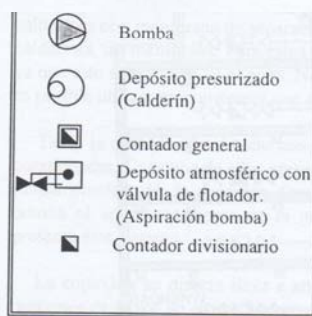 Bomba
Depósito presurizado
(Calderín)
Contador general
Depósito atmosférico con
válvula de flotador.
(Aspiración bomba)
Contador divisionario